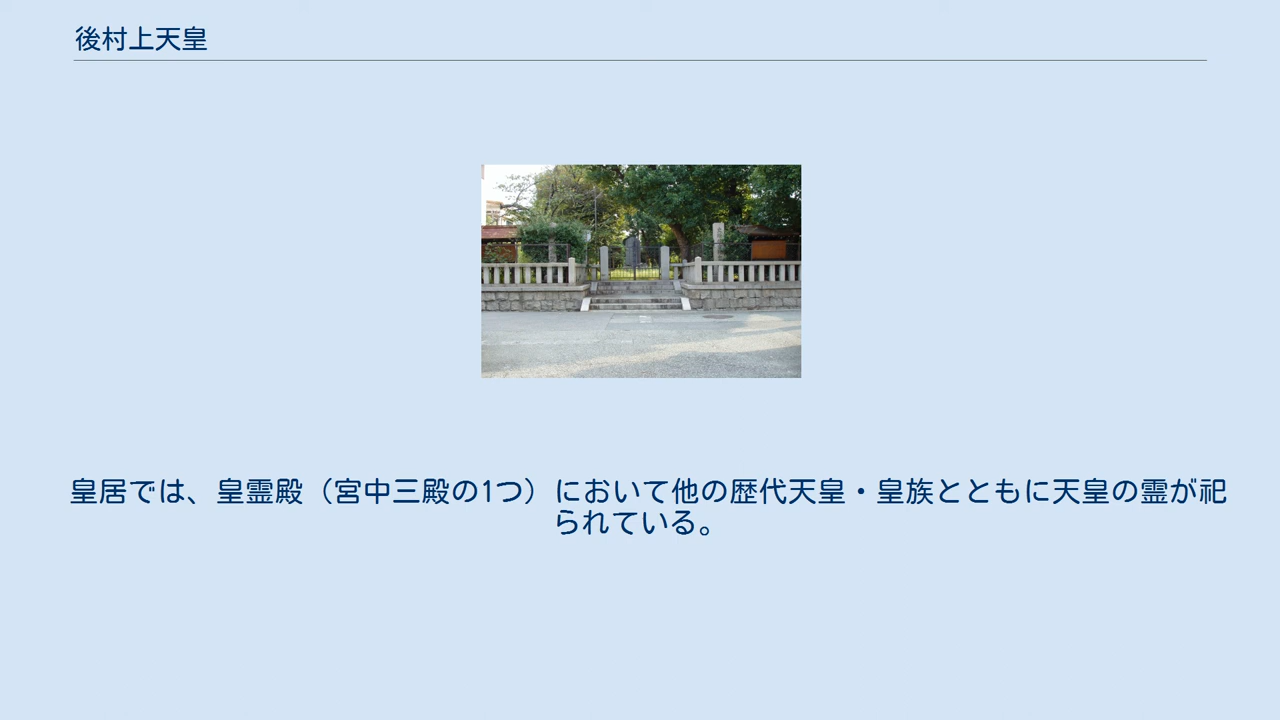 後村上天皇
皇居では、皇霊殿（宮中三殿の1つ）において他の歴代天皇・皇族とともに天皇の霊が祀
られている。